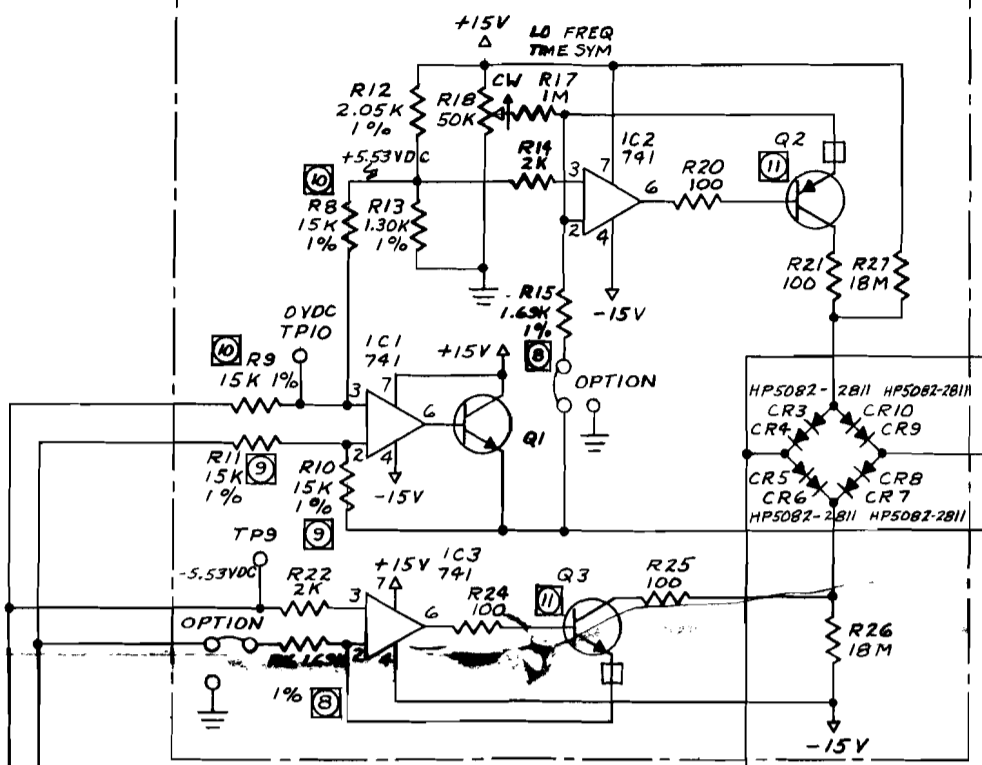 +15V
LO FREQ
TIME SYM
CW
R17
1M
R12
2.05K
1%
R18
50K
+5.53VDC
R14
2K
IC2
741
7
3
6
2
4
R20
100
Q2
11
10
R8
15K
1%
R13
1.30K
1%
-15V
R21
100
R27
18M
R15
1.69K
1%
8
OPTION
0VDC
TP10
10
R9
15K 1%
IC1
741
+15V
3
7
6
2
4
-15V
Q1
R11
15K
1%
9
R10
15K
1%
9
HP5082-2811 HP5082-2811
CR3 CR10
CR4 CR9
CR5 CR8
CR6 CR7
HP5082-2811 HP5082-2811
TP9
-5.53VDC
R22
2K
+15V
IC3
741
7
3
6
2
4
R24
100
11
Q3
R25
100
OPTION
1.69K
1%
8
R26
18M
-15V